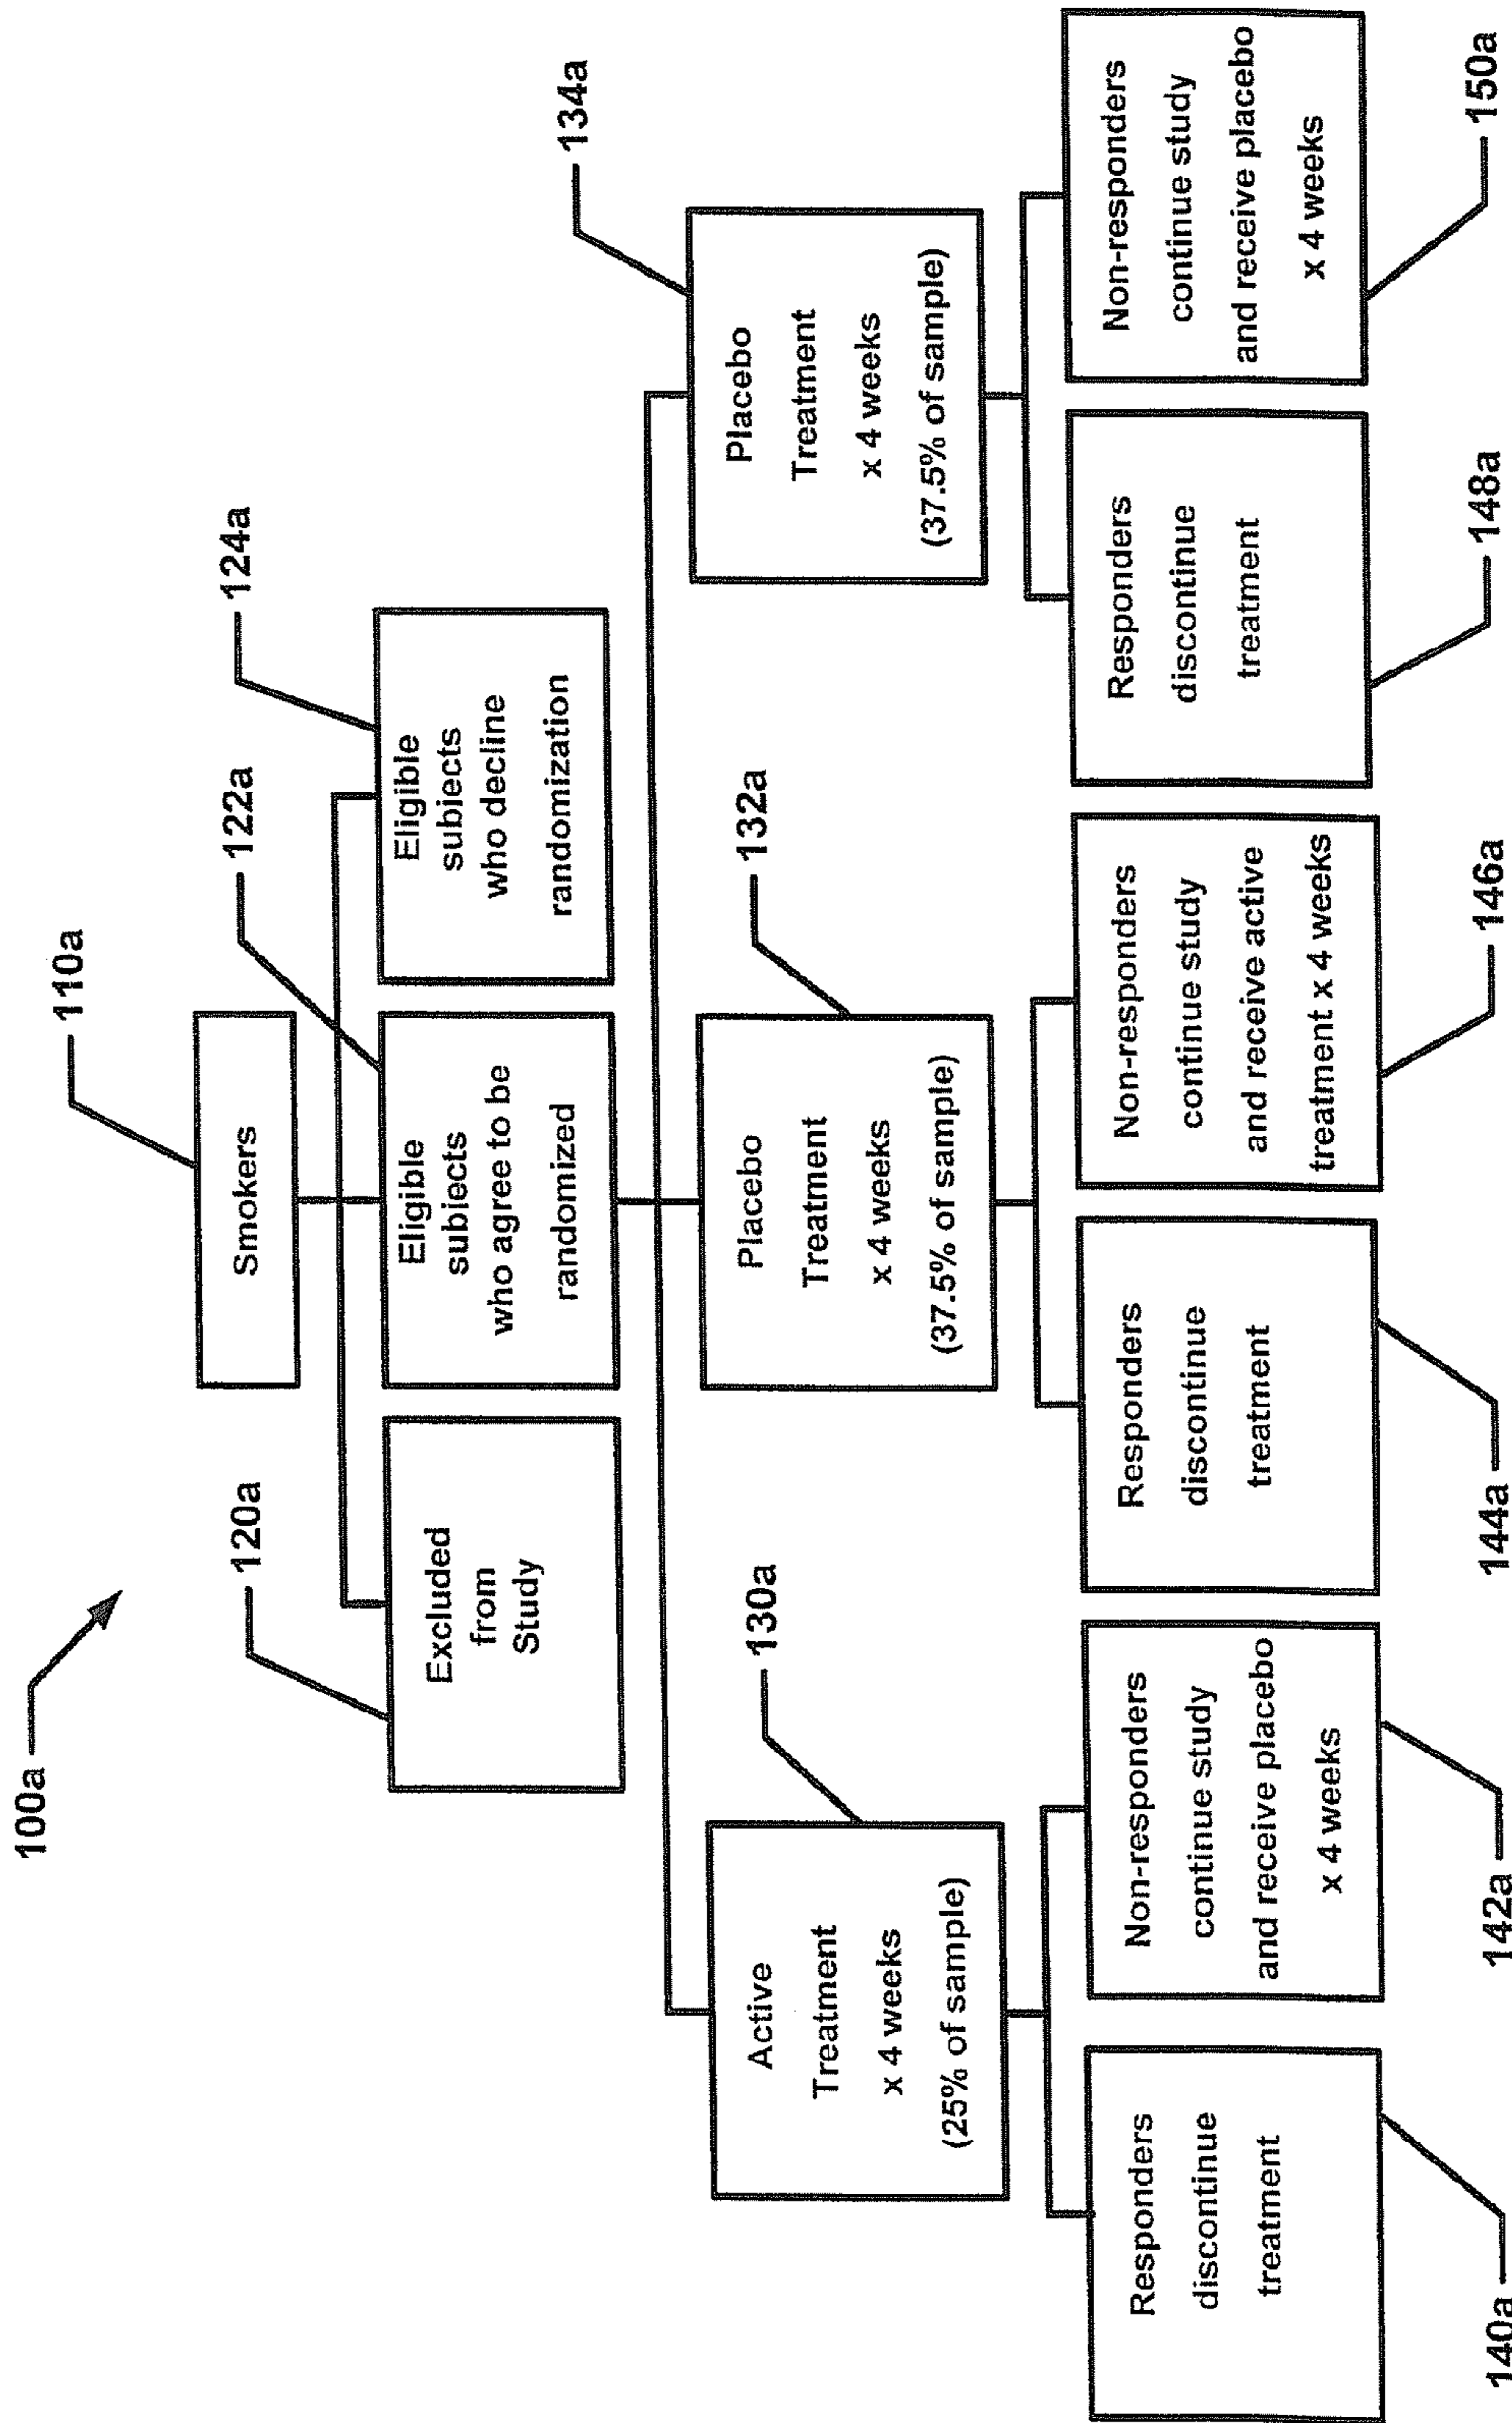 100a
110a
Smokers
120a
Excluded
from
Study
122a
Eligible
subjects
who agree to be
randomized
124a
Eligible
subjects
who decline
randomization
130a
Active
Treatment
x 4 weeks
(25% of sample)
132a
Placebo
Treatment
x 4 weeks
(37.5% of sample)
134a
Placebo
Treatment
x 4 weeks
(37.5% of sample)
Responders
discontinue
treatment
140a
Non-responders
continue study
and receive placebo
x 4 weeks
142a
Responders
discontinue
treatment
144a
Non-responders
continue study
and receive active
treatment x 4 weeks
146a
Responders
discontinue
treatment
148a
Non-responders
continue study
and receive placebo
x 4 weeks
150a